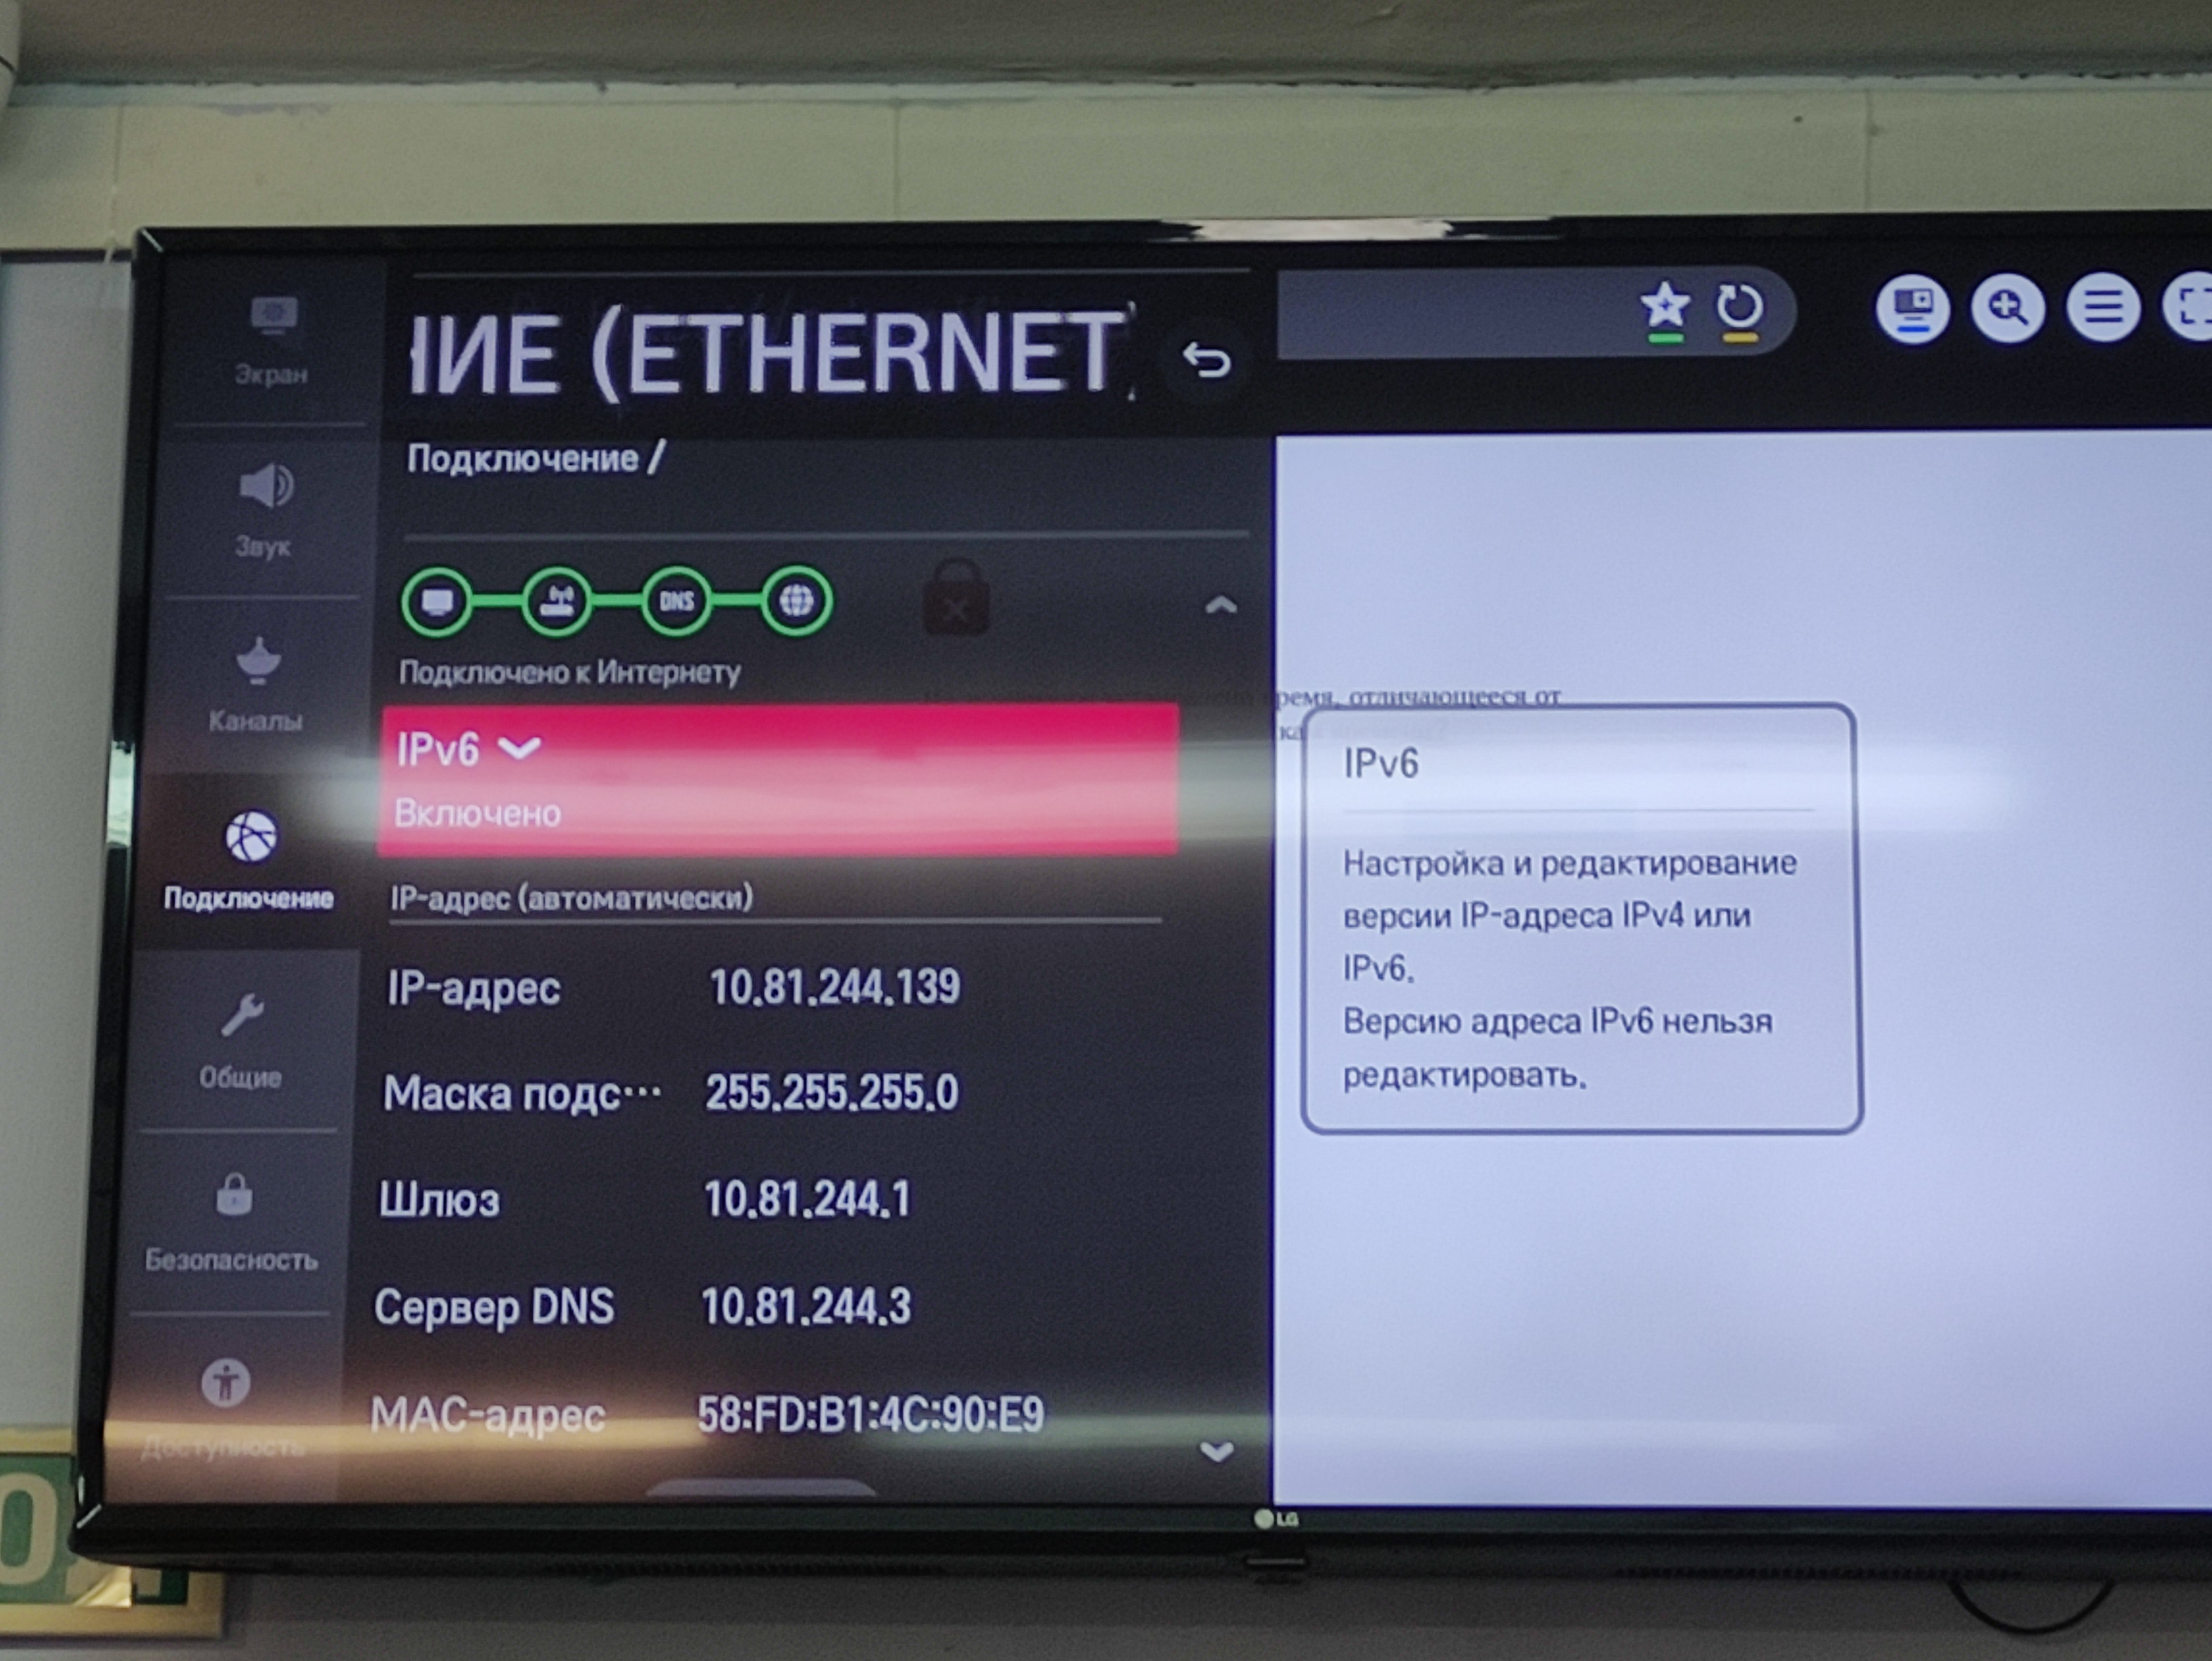 Экран
Звук
Каналы
Подключение
Общие
Безопасность
Доступность
ІИЕ (ETHERNET)
Подключение /
DNS
Подключено к Интернету
IPv6
Включено
IP-адрес (автоматически)
IP-адрес 10.81.244.139
Маска подс··· 255.255.255.0
Шлюз 10.81.244.1
Сервер DNS 10.81.244.3
MAC-адрес 58:FD:B1:4C:90:E9
время, отличающееся от
IPv6
Настройка и редактирование
версии IP-адреса IPv4 или
IPv6.
Версию адреса IPv6 нельзя
редактировать.
LG